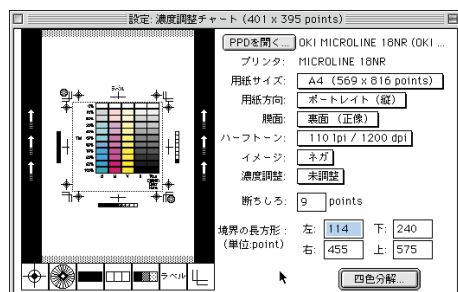 設定: 濃度調整チャート (401 x 395 points)
PPDを開く... OKI MICROLINE 18NR (OKI ...
プリンタ: MICROLINE 18NR
用紙サイズ: A4 (569 x 816 points)
用紙方向: ポートレイト (縦)
膜面: 裏面 (正像)
ハーフトーン: 110 lpi / 1200 dpi
イメージ: ネガ
濃度調整: 未調整
断ちしろ: 9 points
境界の長方形: 左: 114 下: 240
(単位:point) 右: 455 上: 575
ラベル
四色分解...